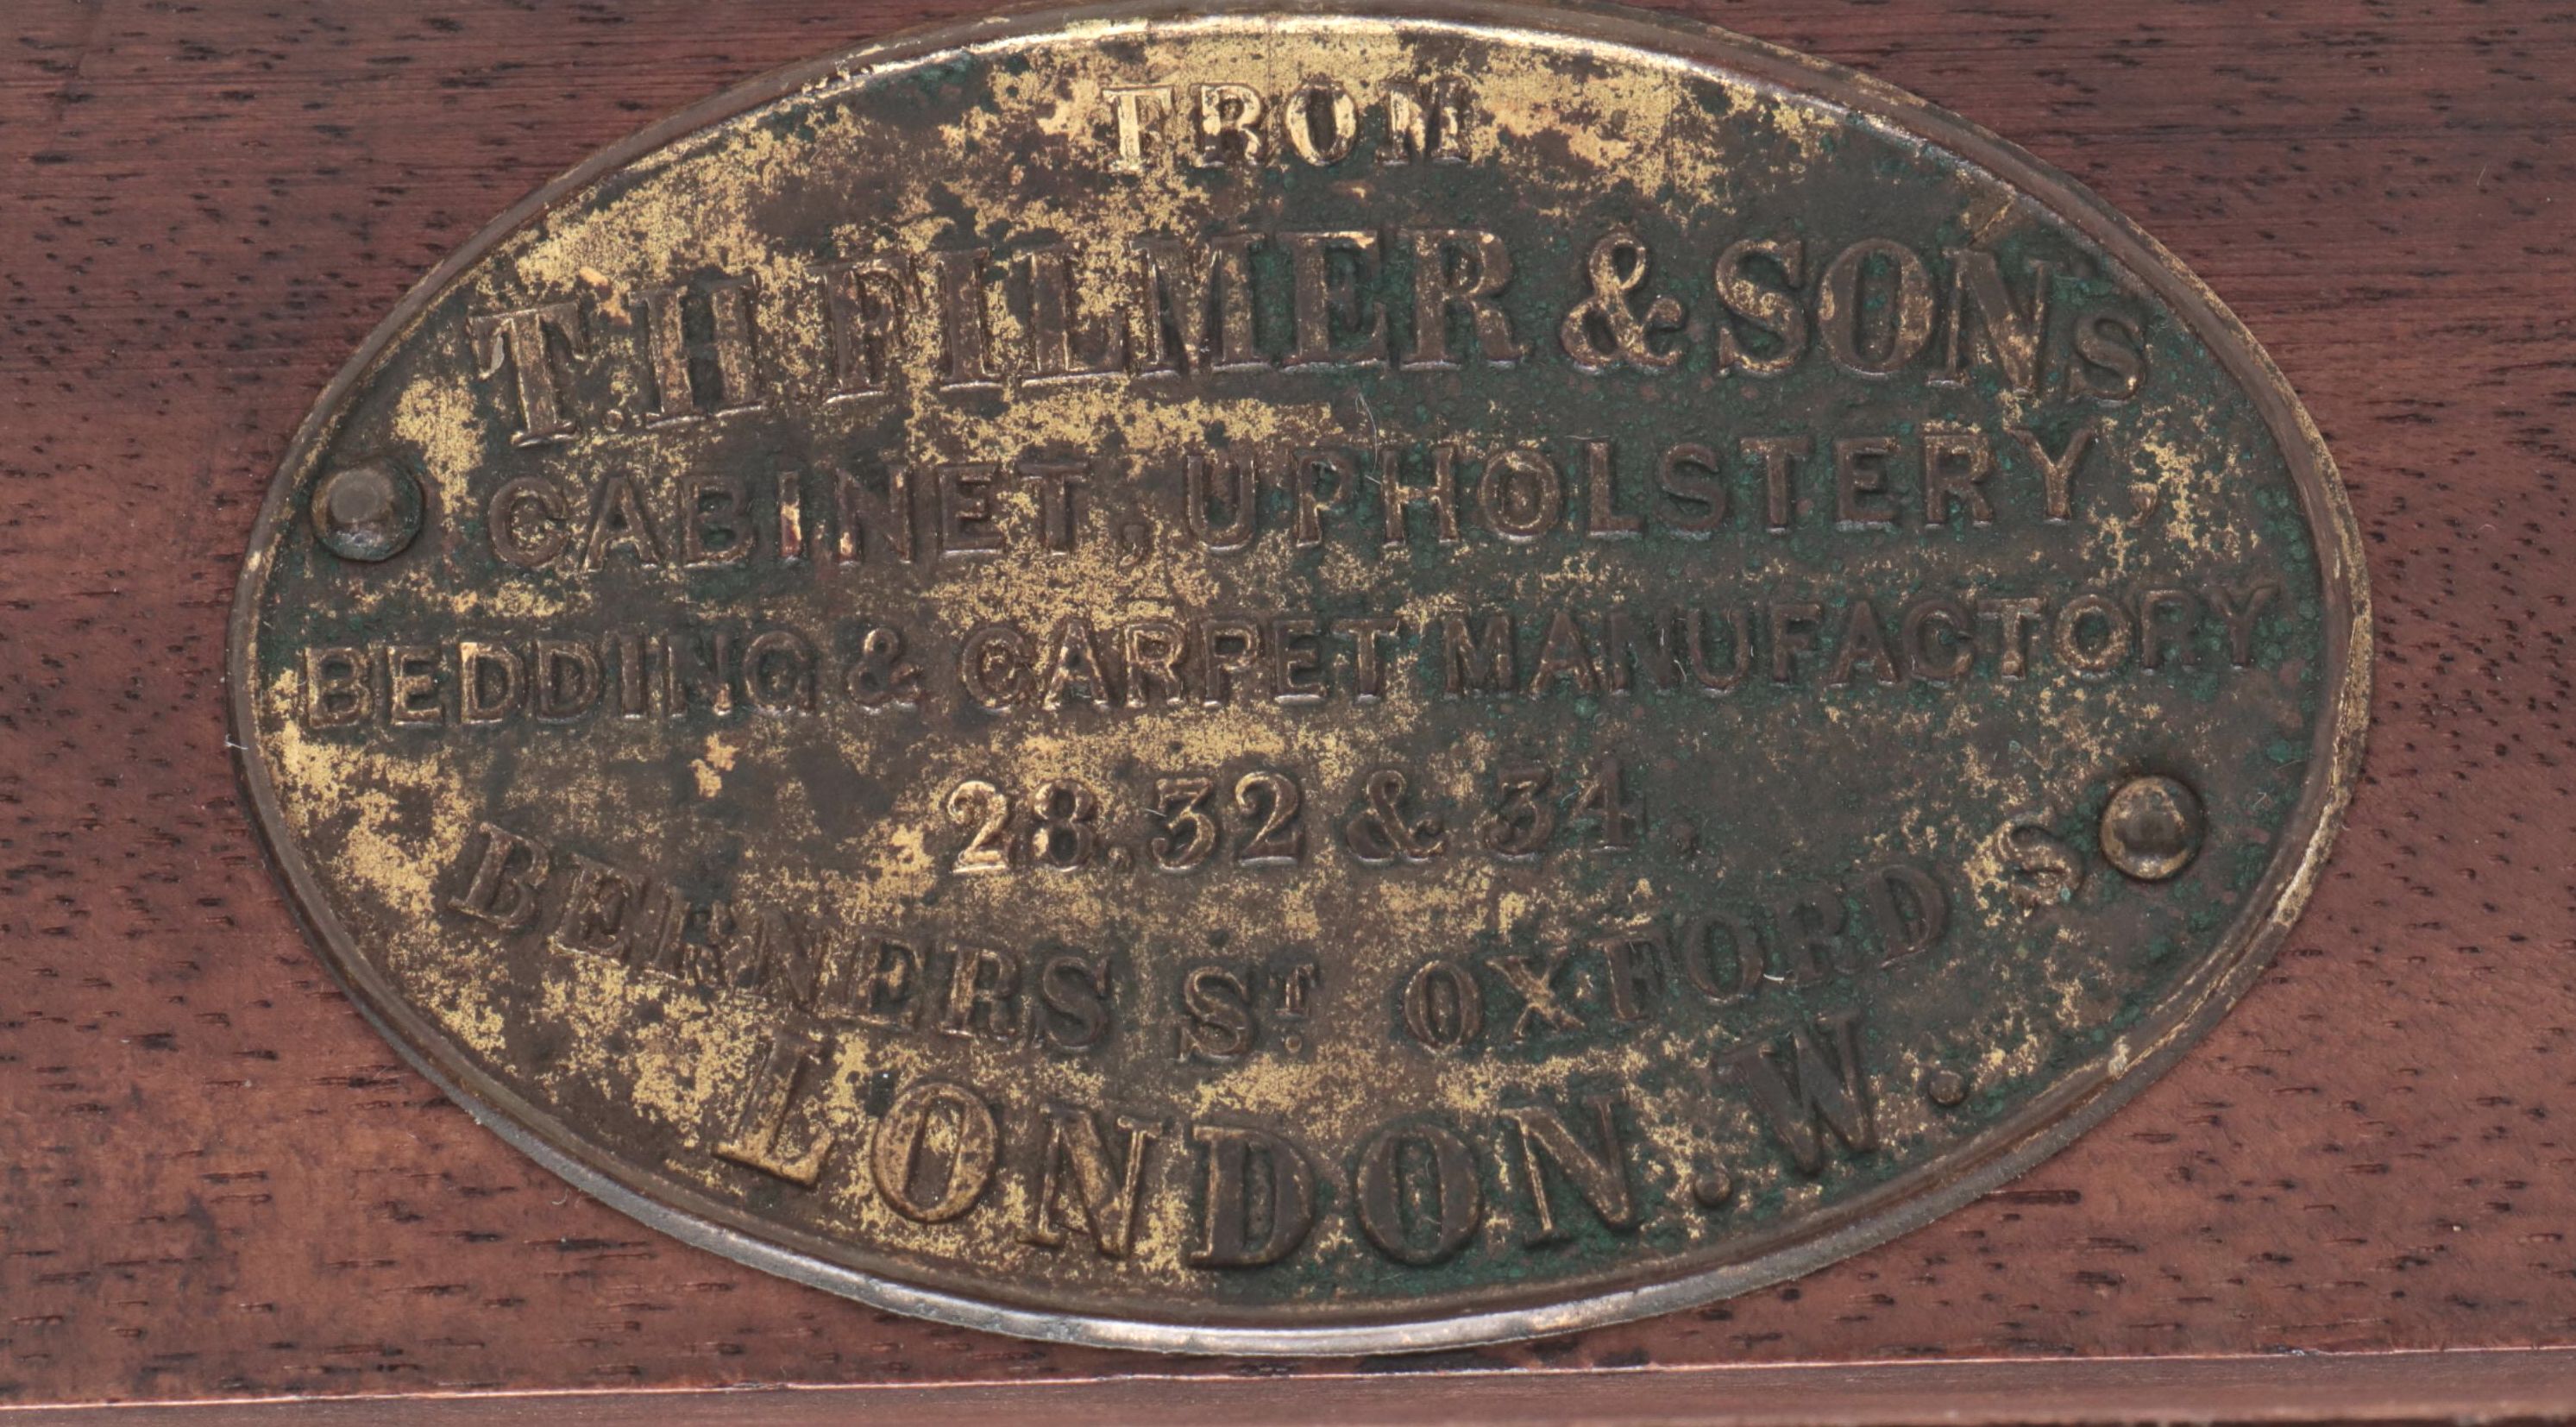 FROM
T.H FILMER & SONS
CABINET, UPHOLSTERY,
BEDDING & CARPET MANUFACTORY
28.32 & 34,
BERNERS ST. OXFORD S
LONDON.W.